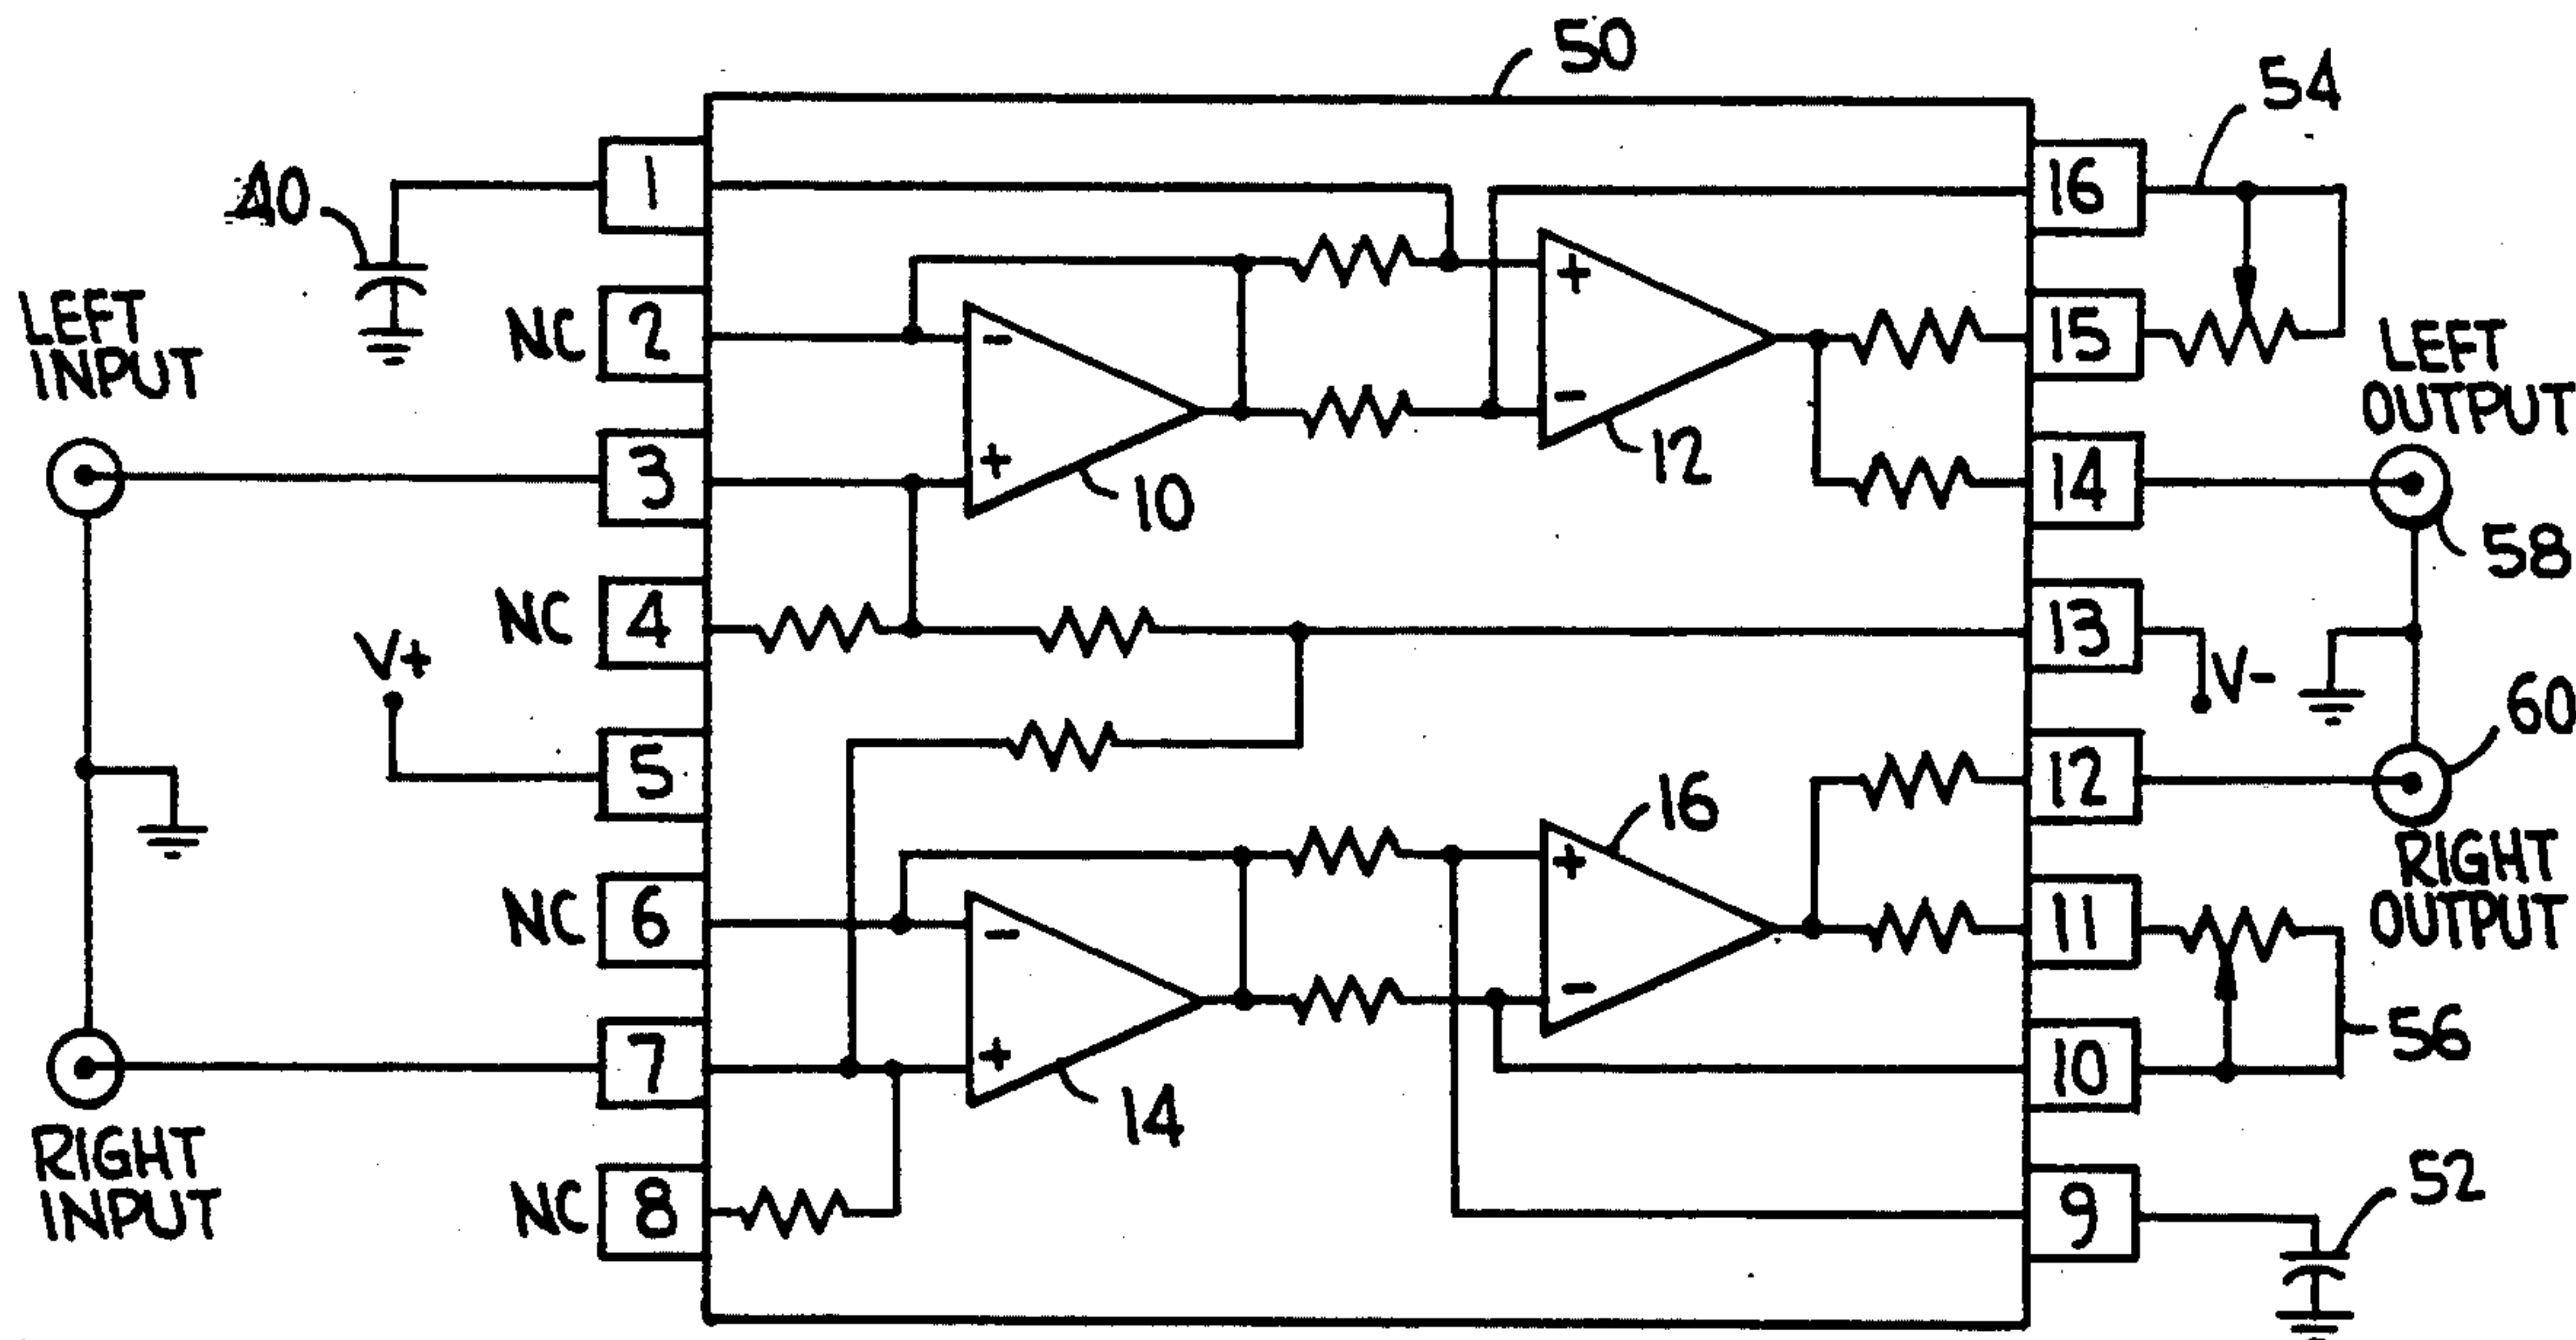 50
54
40
1
16
LEFT
INPUT
NC
2
+
-
15
LEFT
OUTPUT
-
3
+
10
12
14
58
NC
4
13
V+
V-
5
12
60
16
RIGHT
OUTPUT
NC
6
-
+
11
-
56
7
+
10
14
RIGHT
INPUT
NC
8
9
52